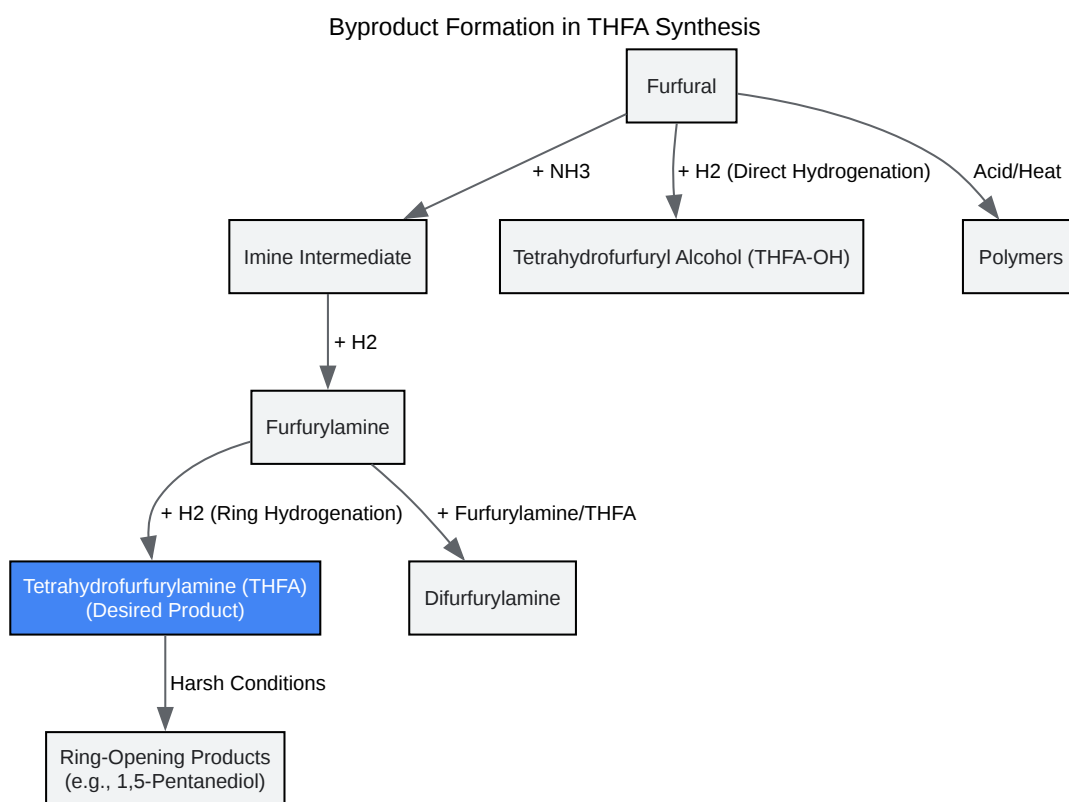 Byproduct Formation in THFA Synthesis
Furfural
+ NH3
+ H2 (Direct Hydrogenation)
Acid/Heat
Imine Intermediate
Tetrahydrofurfuryl Alcohol (THFA-OH)
Polymers
+ H2
Furfurylamine
+ H2 (Ring Hydrogenation)
+ Furfurylamine/THFA
Tetrahydrofurfurylamine (THFA)
(Desired Product)
Difurfurylamine
Harsh Conditions
Ring-Opening Products
(e.g., 1,5-Pentanediol)